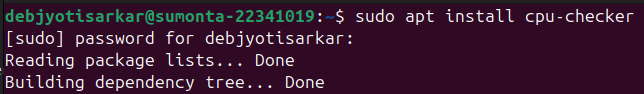 debjyotisarkar@sumonta-22341019:~$ sudo apt install cpu-checker
[sudo] password for debjyotisarkar:
Reading package lists... Done
Building dependency tree... Done